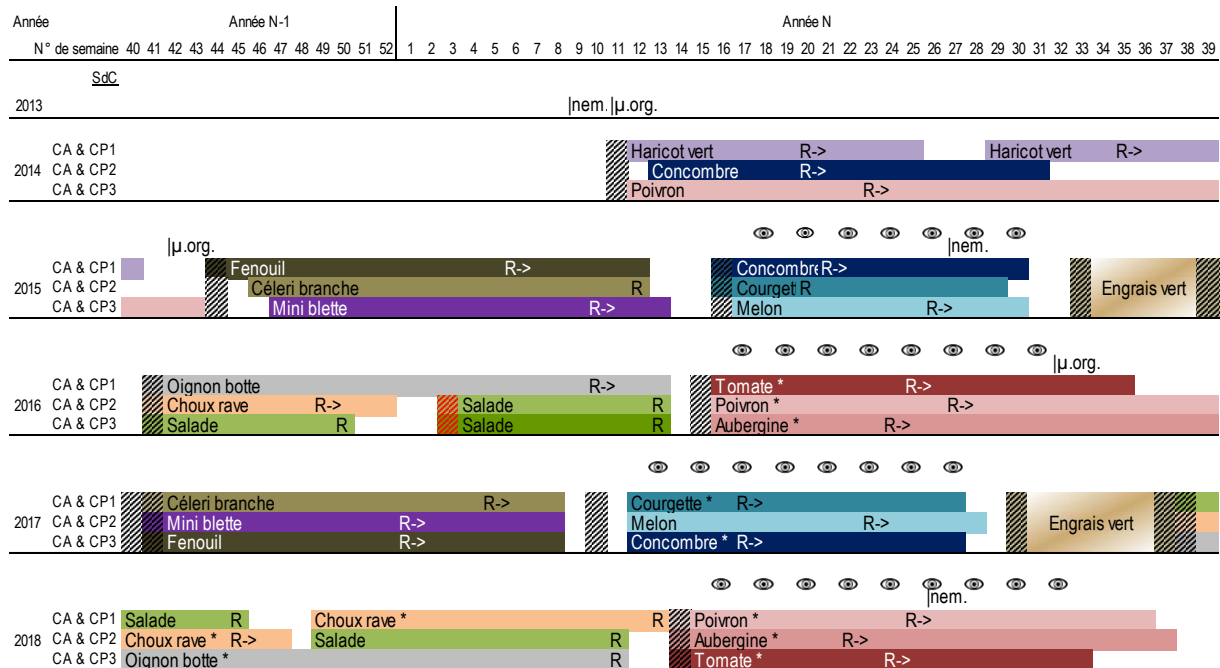 Année Année N-1 Année N
N° de semaine 40 41 42 43 44 45 46 47 48 49 50 51 52 1 2 3 4 5 6 7 8 9 10 11 12 13 14 15 16 17 18 19 20 21 22 23 24 25 26 27 28 29 30 31 32 33 34 35 36 37 38 39
SdC
2013 |nem. |µ.org.
CA & CP1 Haricot vert R-> Haricot vert R->
2014 CA & CP2 Concombre R->
CA & CP3 Poivron R->
|µ.org. |nem.
CA & CP1 Fenouil R-> Concombre R->
2015 CA & CP2 Céleri branche R Courgett R Engrais vert
CA & CP3 Mini blette R-> Melon R->
|µ.org.
CA & CP1 Oignon botte R-> Tomate * R->
2016 CA & CP2 Choux rave R-> Salade R Poivron * R->
CA & CP3 Salade R Salade R Aubergine * R->
CA & CP1 Céleri branche R-> Courgette * R->
2017 CA & CP2 Mini blette R-> Melon R-> Engrais vert
CA & CP3 Fenouil R-> Concombre * R->
|nem.
CA & CP1 Salade R Choux rave * R Poivron * R->
2018 CA & CP2 Choux rave * R-> Salade R Aubergine * R->
CA & CP3 Oignon botte * R Tomate * R->